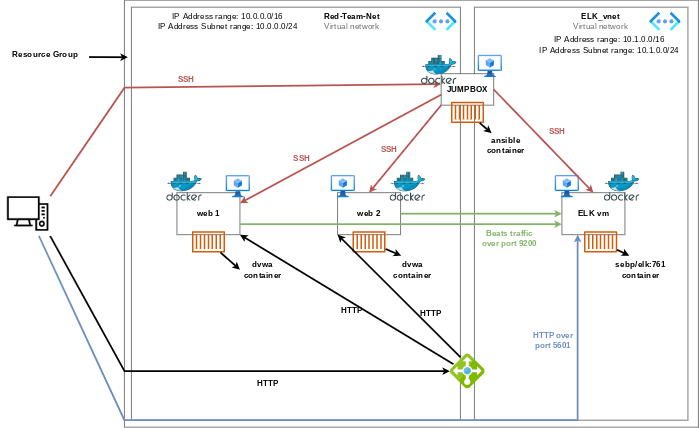 IP Address range: 10.0.0.0/16
IP Address Subnet range: 10.0.0.0/24
Red-Team-Net
Virtual network
ELK_vnet
Virtual network
IP Address range: 10.1.0.0/16
IP Address Subnet range: 10.1.0.0/24
Resource Group
SSH
docker
JUMPBOX
ansible
container
SSH
SSH
SSH
docker
docker
docker
web 1
web 2
ELK vm
Beats traffic
over port 9200
dvwa
container
dvwa
container
sebp/elk:761
container
HTTP
HTTP
HTTP over
port 5601
HTTP